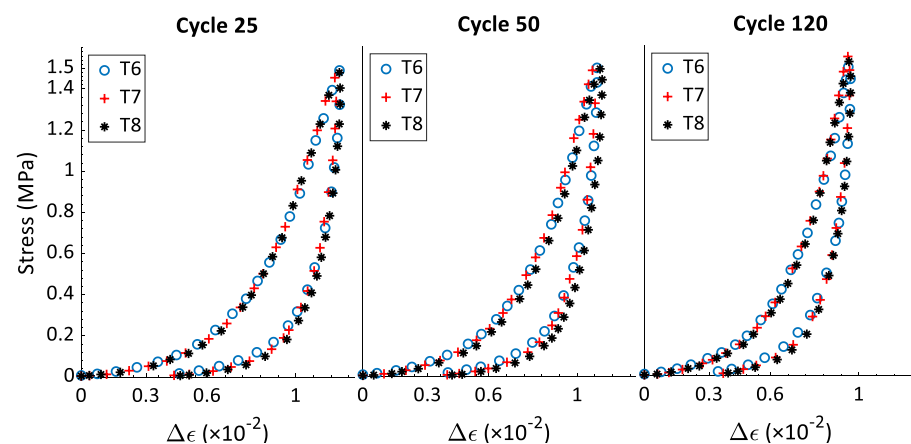 Cycle 25 Cycle 50 Cycle 120
T6 T6 T6
T7 T7 T7
T8 T8 T8
1.5
1.4
1.2
1
0.8
0.6
0.4
0.2
0
Stress (MPa)
0 0.3 0.6 1 0 0.3 0.6 1 0 0.3 0.6 1
Δϵ (×10⁻²) Δϵ (×10⁻²) Δϵ (×10⁻²)